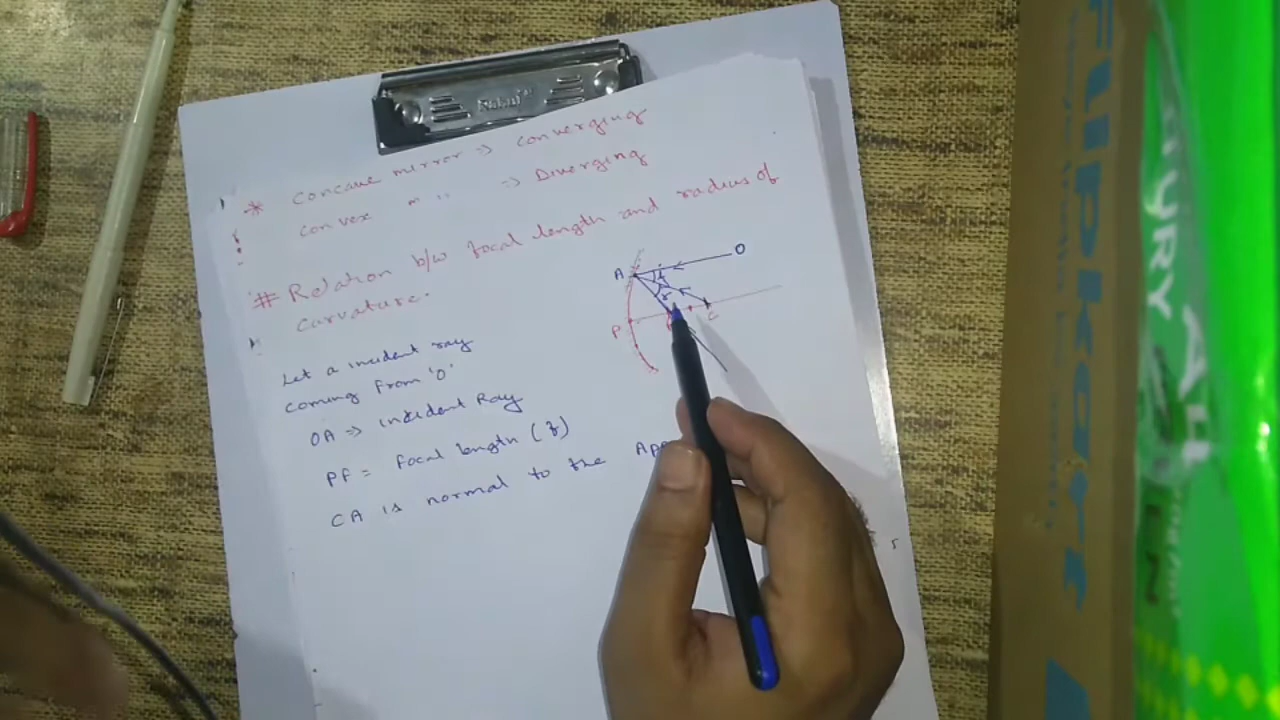 * Concave mirror => converging
convex " " => Diverging
# Relation b/w focal length and radius of
curvature.
Let a incident ray
coming from 'O'
OA => incident Ray
PF = focal length (f)
CA is normal to the
A
O
P
C
FLIPKART